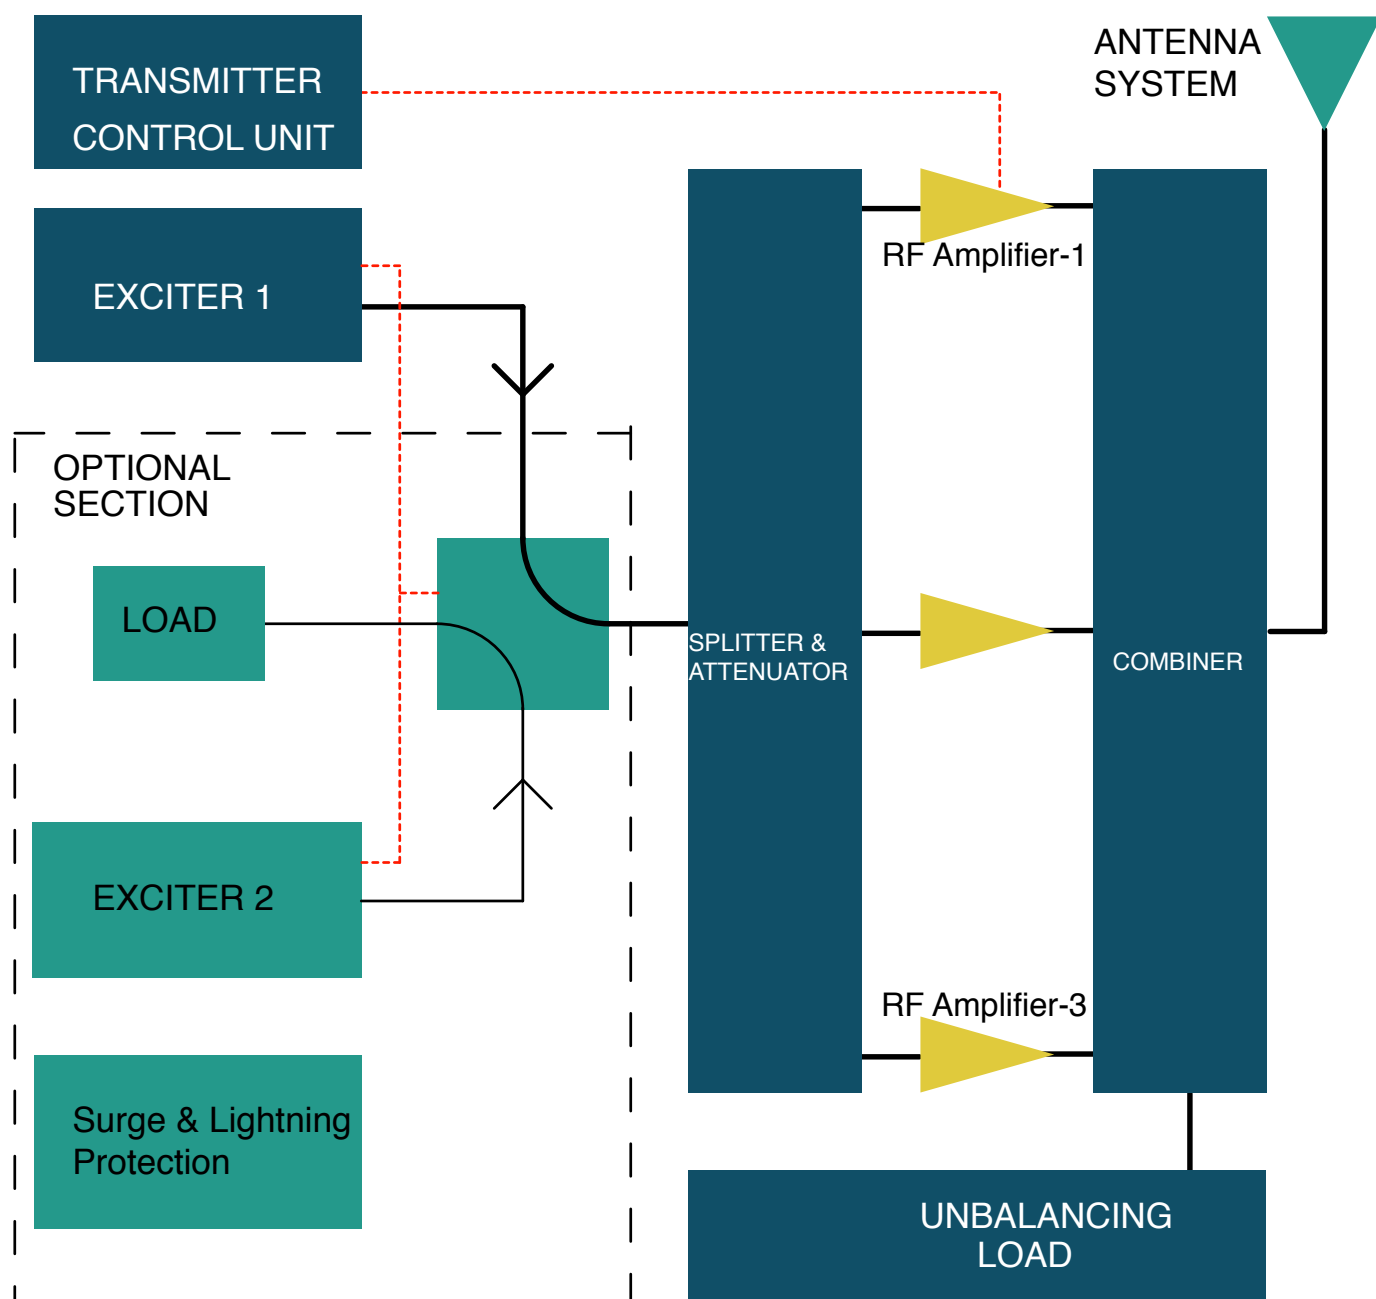 TRANSMITTER
CONTROL UNIT
ANTENNA
SYSTEM
EXCITER 1
RF Amplifier-1
OPTIONAL
SECTION
LOAD
SPLITTER &
ATTENUATOR
COMBINER
EXCITER 2
RF Amplifier-3
Surge & Lightning
Protection
UNBALANCING
LOAD